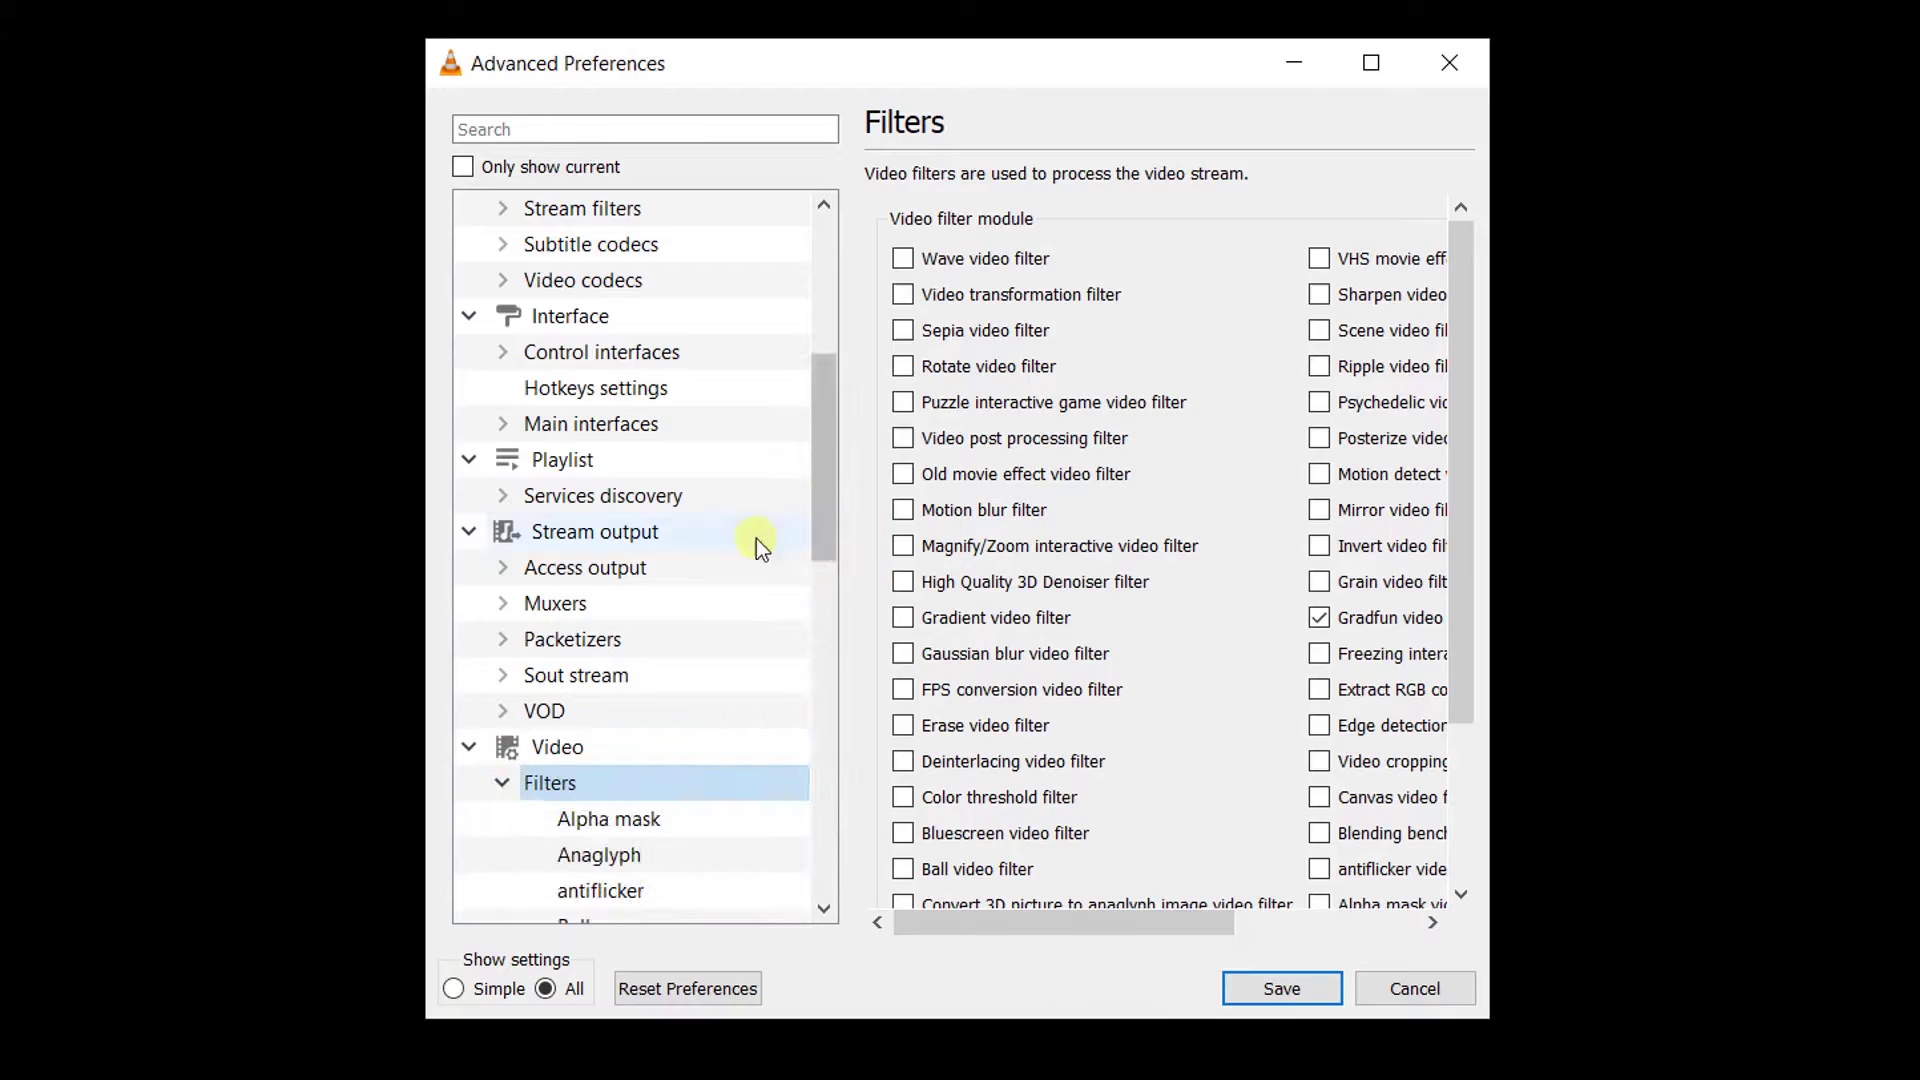 Advanced Preferences
Search
Only show current
Stream filters
Subtitle codecs
Video codecs
Interface
Control interfaces
Hotkeys settings
Main interfaces
Playlist
Services discovery
Stream output
Access output
Muxers
Packetizers
Sout stream
VOD
Video
Filters
Alpha mask
Anaglyph
antiflicker
Show settings
Simple
All
Reset Preferences
Filters
Video filters are used to process the video stream.
Video filter module
Wave video filter
VHS movie eff
Video transformation filter
Sharpen video
Sepia video filter
Scene video fil
Rotate video filter
Ripple video fil
Puzzle interactive game video filter
Psychedelic vid
Video post processing filter
Posterize video
Old movie effect video filter
Motion detect
Motion blur filter
Mirror video fil
Magnify/Zoom interactive video filter
Invert video fil
High Quality 3D Denoiser filter
Grain video filt
Gradient video filter
Gradfun video
Gaussian blur video filter
Freezing intera
FPS conversion video filter
Extract RGB co
Erase video filter
Edge detection
Deinterlacing video filter
Video cropping
Color threshold filter
Canvas video f
Bluescreen video filter
Blending bench
Ball video filter
antiflicker vide
Convert 3D picture to anaglyph image video filter
Alpha mask vid
Save
Cancel